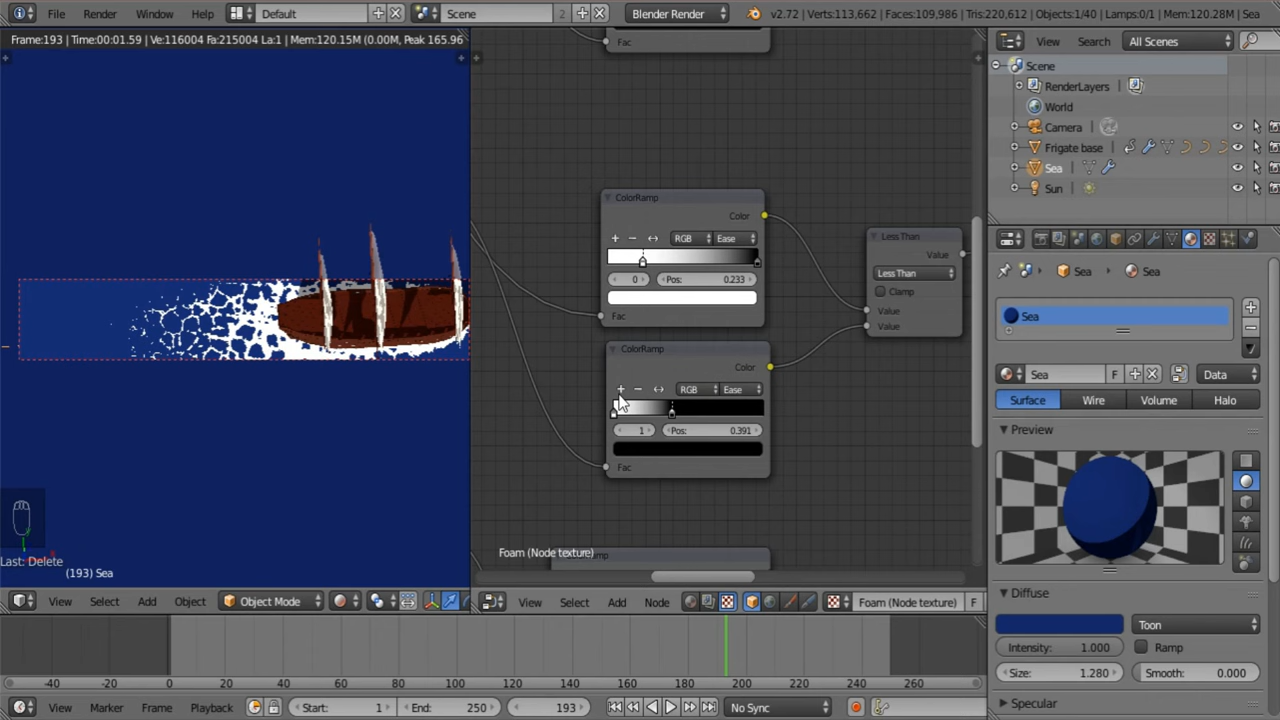 File Render Window Help Default Scene 2 Blender Render v2.72 | Verts:113,662 | Faces:109,986 | Tris:220,612 | Objects:1/40 | Lamps:0/1 | Mem:120.28M | Sea
Frame:193 | Time:00:01.59 | Ve:116004 Fa:215004 La:1 | Mem:120.15M (0.00M, Peak 165.96
Fac
ColorRamp
Color
RGB Ease
0 Pos: 0.233
Fac
ColorRamp
Color
RGB Ease
1 Pos: 0.391
Fac
Less Than
Value
Less Than
Clamp
Value
Value
Foam (Node texture)
Last: Delete
(193) Sea
View Select Add Object Object Mode
View Select Add Node Foam (Node texture) F
-40 -20 0 20 40 60 80 100 120 140 160 180 200 220 240 260
View Marker Frame Playback Start: 1 End: 250 193 No Sync
View Search All Scenes
Scene
RenderLayers |
World
Camera |
Frigate base |
Sea |
Sun |
Sea Sea
Sea
Sea F Data
Surface Wire Volume Halo
Preview
Diffuse
Toon
Intensity: 1.000 Ramp
Size: 1.280 Smooth: 0.000
Specular